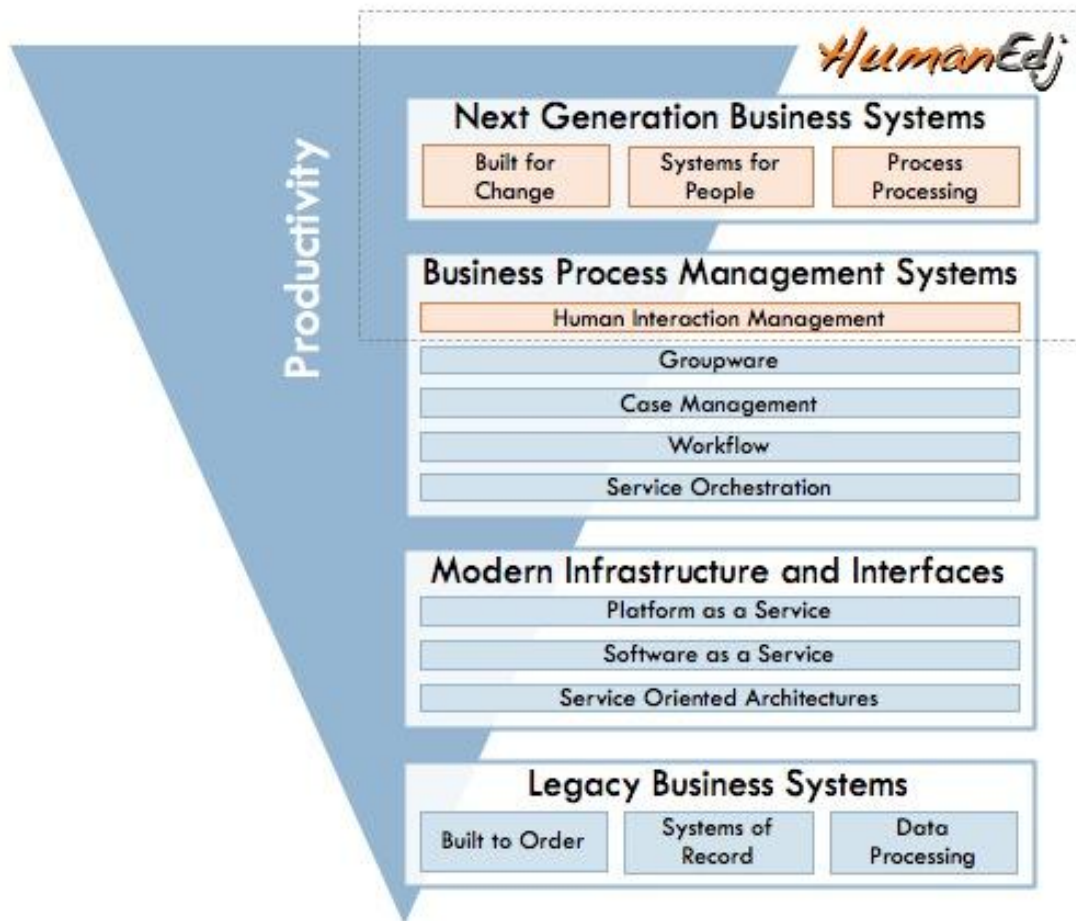 HumanEdj
Productivity
Next Generation Business Systems
Built for
Change
Systems for
People
Process
Processing
Business Process Management Systems
Human Interaction Management
Groupware
Case Management
Workflow
Service Orchestration
Modern Infrastructure and Interfaces
Platform as a Service
Software as a Service
Service Oriented Architectures
Legacy Business Systems
Built to Order
Systems of
Record
Data
Processing